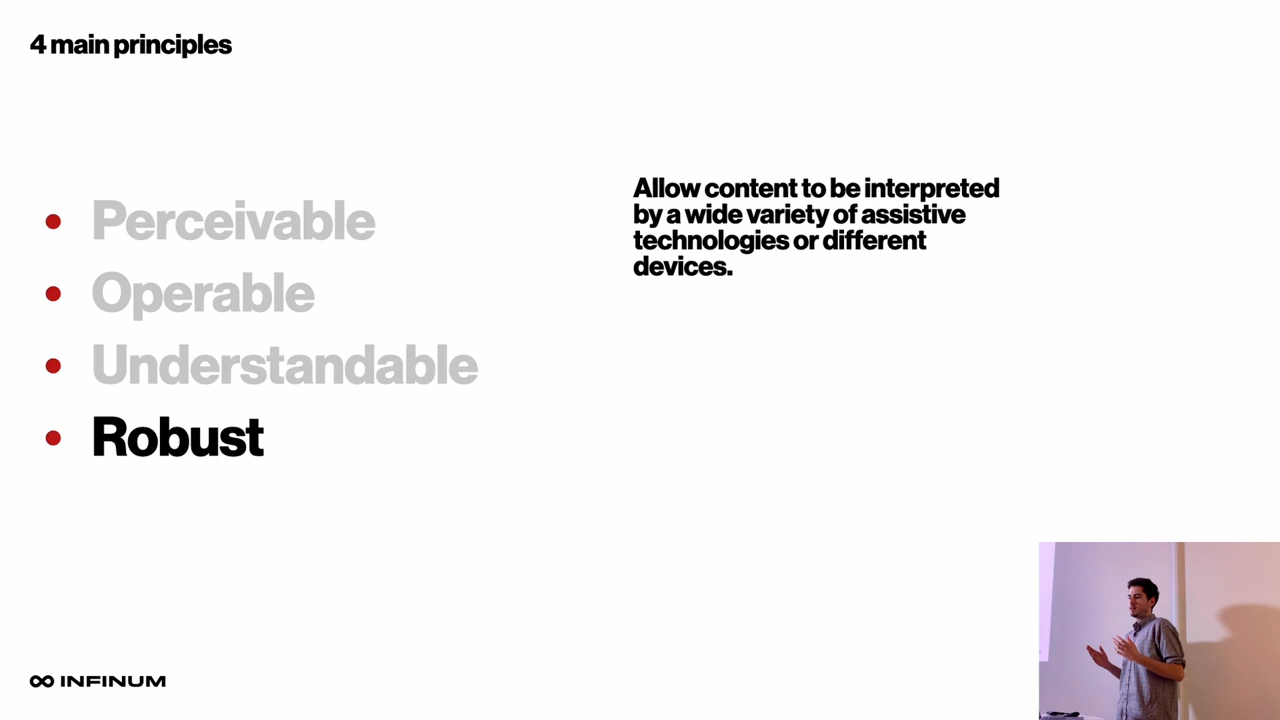 4 main principles
Perceivable
Operable
Understandable
Robust
Allow content to be interpreted
by a wide variety of assistive
technologies or different
devices.
INFINUM